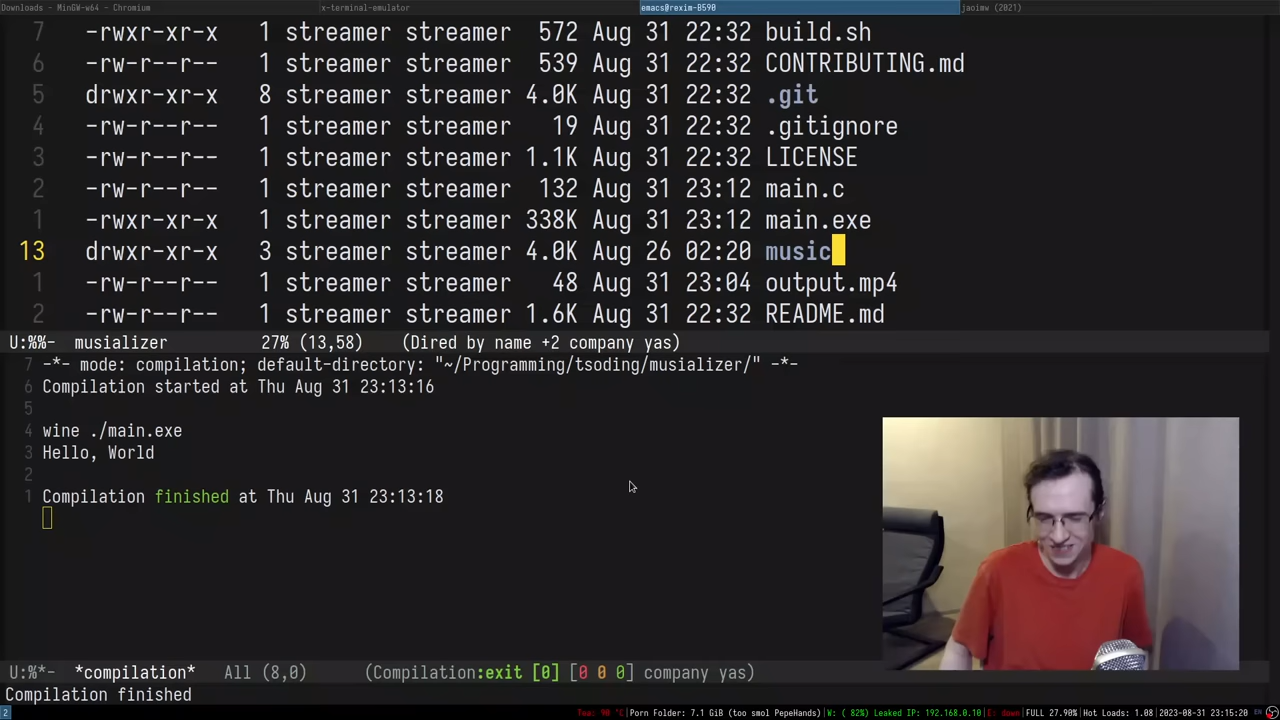 Downloads - MinGW-w64 - Chromium x-terminal-emulator emacs@rexim-B590 jaoimw (2021)
7 -rwxr-xr-x 1 streamer streamer 572 Aug 31 22:32 build.sh
6 -rw-r--r-- 1 streamer streamer 539 Aug 31 22:32 CONTRIBUTING.md
5 drwxr-xr-x 8 streamer streamer 4.0K Aug 31 22:32 .git
4 -rw-r--r-- 1 streamer streamer 19 Aug 31 22:32 .gitignore
3 -rw-r--r-- 1 streamer streamer 1.1K Aug 31 22:32 LICENSE
2 -rw-r--r-- 1 streamer streamer 132 Aug 31 23:12 main.c
1 -rwxr-xr-x 1 streamer streamer 338K Aug 31 23:12 main.exe
13 drwxr-xr-x 3 streamer streamer 4.0K Aug 26 02:20 music
1 -rw-r--r-- 1 streamer streamer 48 Aug 31 23:04 output.mp4
2 -rw-r--r-- 1 streamer streamer 1.6K Aug 31 22:32 README.md
U:%%- musializer 27% (13,58) (Dired by name +2 company yas)
7 -*- mode: compilation; default-directory: "~/Programming/tsoding/musializer/" -*-
6 Compilation started at Thu Aug 31 23:13:16
5
4 wine ./main.exe
3 Hello, World
2
1 Compilation finished at Thu Aug 31 23:13:18
U:%*- *compilation* All (8,0) (Compilation:exit [0] [0 0 0] company yas)
Compilation finished
2 Tea: 90 °C|Porn Folder: 7.1 GiB (too smol PepeHands)|W: ( 82%) Leaked IP: 192.168.0.10|E: down|FULL 27.90%|Hot Loads: 1.08|2023-08-31 23:15:20 EN